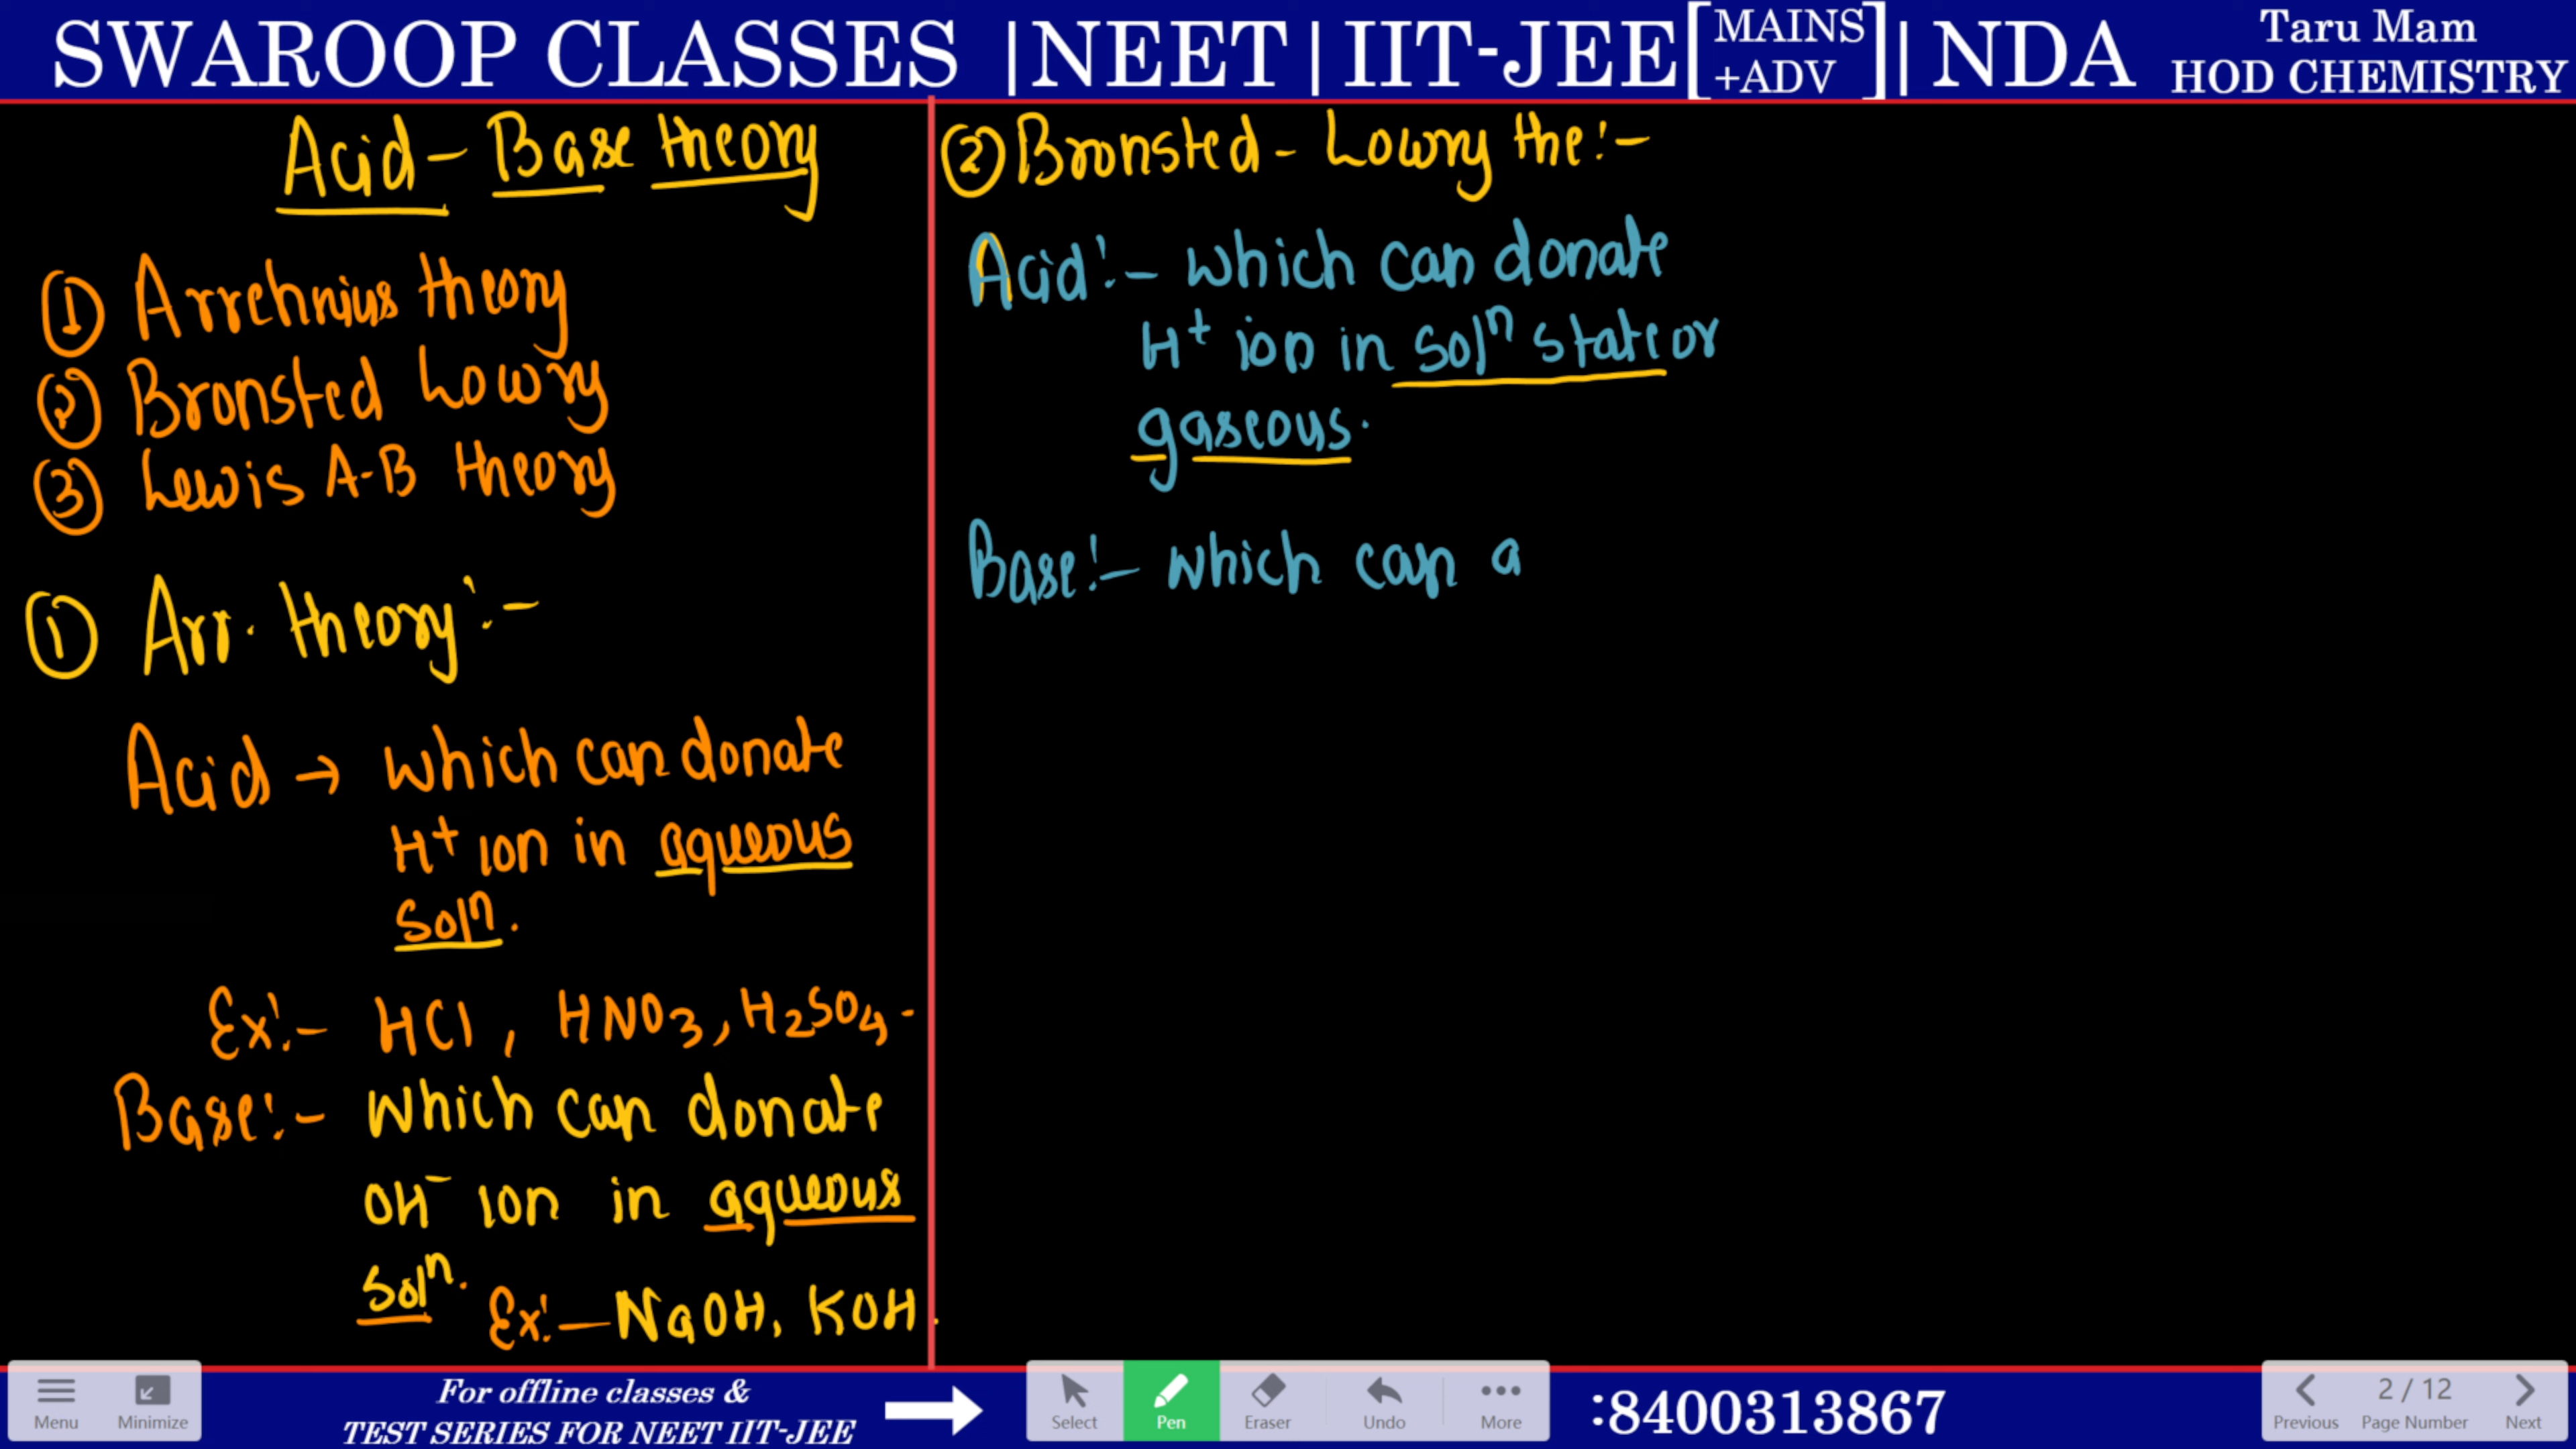 SWAROOP CLASSES |NEET| IIT-JEE[MAINS +ADV]| NDA
Taru Mam
HOD CHEMISTRY
Acid - Base theory
① Arrehnius theory
② Bronsted Lowry
③ Lewis A-B theory
① Arr. theory:-
Acid → which can donate
H⁺ ion in aqueous
Solⁿ.
Ex:- HCl, HNO₃, H₂SO₄-
Base:- which can donate
OH⁻ ion in aqueous
Solⁿ. Ex:- NaOH, KOH.
② Bronsted - Lowry the:-
Acid:- which can donate
H⁺ ion in Solⁿ state or
gaseous.
Base:- which can a
Menu
Minimize
For offline classes &
TEST SERIES FOR NEET IIT-JEE
Select
Pen
Eraser
Undo
More
:8400313867
2 / 12
Previous
Page Number
Next